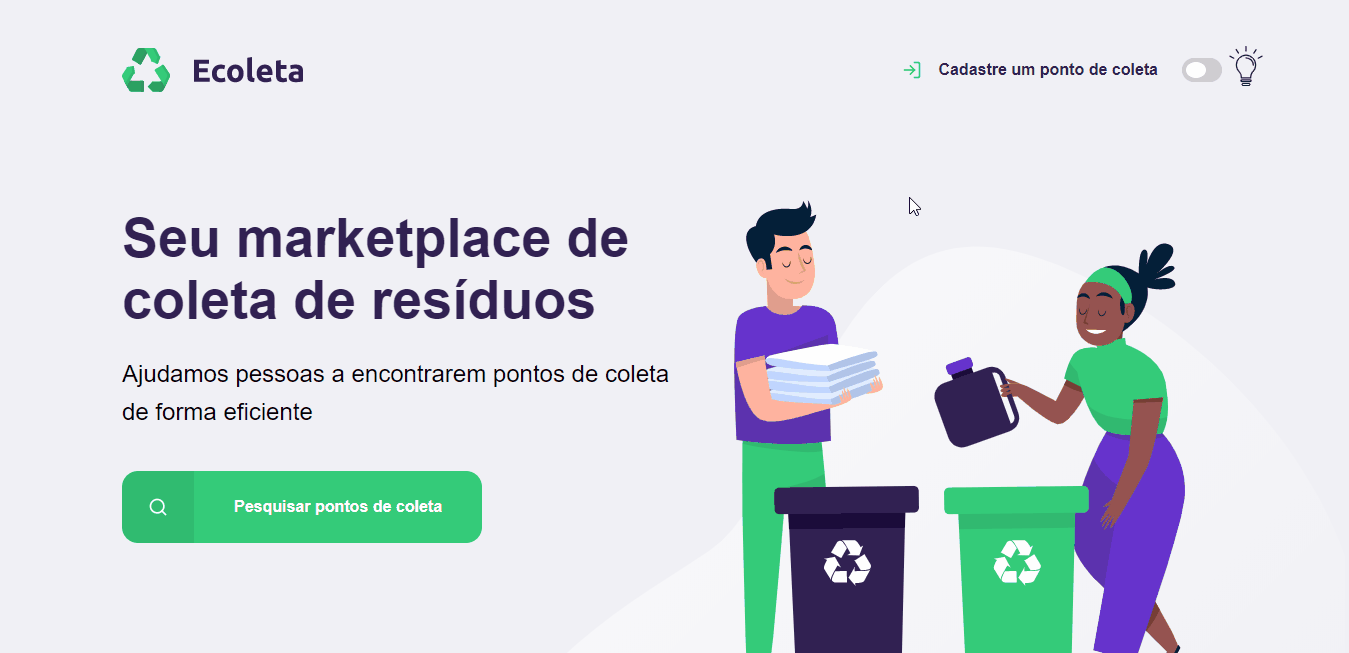 Ecoleta
Cadastre um ponto de coleta
Seu marketplace de
coleta de resíduos
Ajudamos pessoas a encontrarem pontos de coleta
de forma eficiente
Pesquisar pontos de coleta